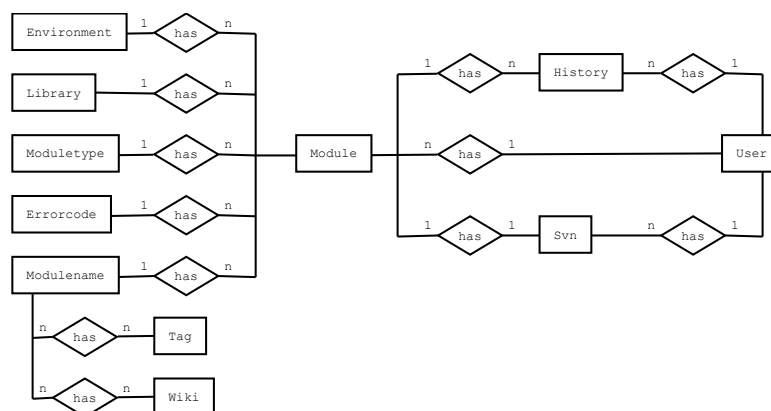 Environment 1 has n
Library 1 has n
Moduletype 1 has n
Errorcode 1 has n
Modulename 1 has n
n has n Tag
n has n Wiki
Module
1 has n History n has 1
n has 1 User
1 has 1 Svn n has 1